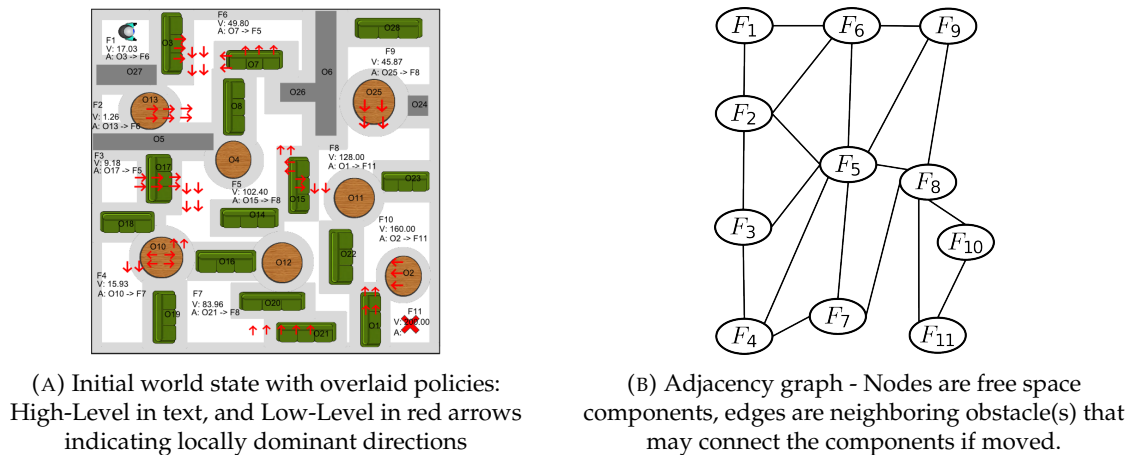 F1
V: 17.03
A: O3 -> F6
O3
F6
V: 49.80
A: O7 -> F5
O7
O28
O27
O6
O26
F9
V: 45.87
A: O25 -> F8
O25
O24
F2
V: 1.26
A: O13 -> F6
O13
O8
O5
F3
V: 9.18
A: O17 -> F5
O17
O4
F8
V: 128.00
A: O1 -> F11
F5
V: 102.40
A: O15 -> F8
O15
O23
O11
O18
O14
F10
V: 160.00
A: O2 -> F11
O10
O16
O12
O22
O2
F4
V: 15.93
A: O10 -> F7
F7
V: 83.96
A: O21 -> F8
O19
O20
O21
O1
F11
V: 200.00
A:
(A) Initial world state with overlaid policies:
High-Level in text, and Low-Level in red arrows
indicating locally dominant directions
F1
F6
F9
F2
F5
F8
F3
F10
F7
F4
F11
(B) Adjacency graph - Nodes are free space
components, edges are neighboring obstacle(s) that
may connect the components if moved.